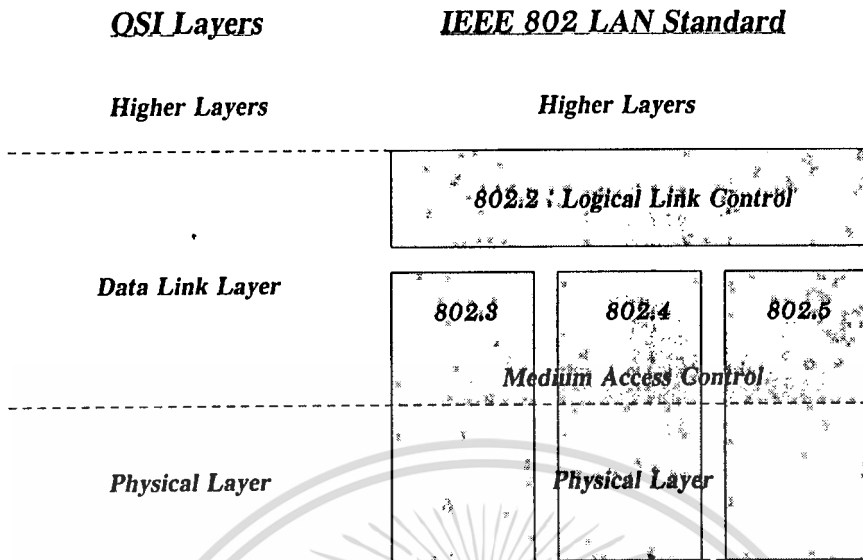 OSI Layers IEEE 802 LAN Standard
Higher Layers Higher Layers
802.2 : Logical Link Control
Data Link Layer
802.3 802.4 802.5
Medium Access Control
Physical Layer Physical Layer